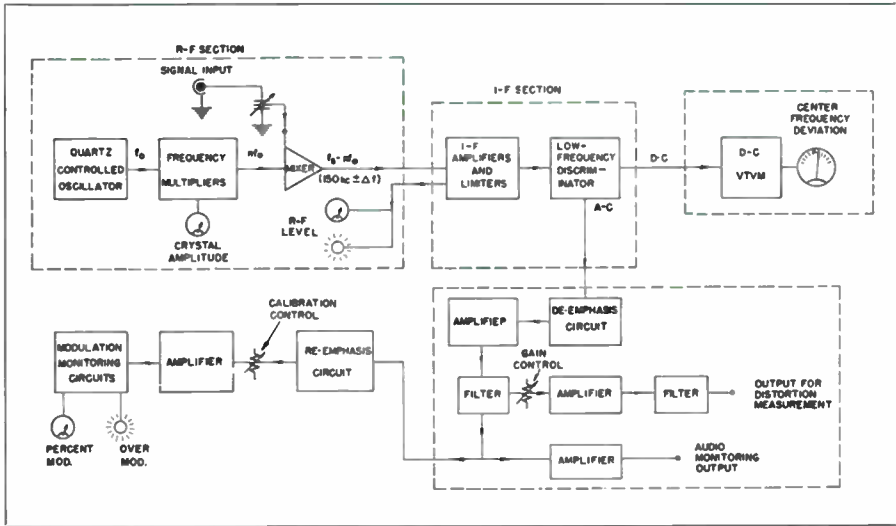 R-F SECTION
SIGNAL INPUT
I-F SECTION
CENTER
FREQUENCY
DEVIATION
QUARTZ
CONTROLLED
OSCILLATOR
fo
FREQUENCY
MULTIPLIERS
nfo
MIXER
fs-nfo
(150kc ± Δf)
I-F
AMPLIFIERS
AND
LIMITERS
LOW-
FREQUENCY
DISCRIM-
INATOR
D-C
D-C
VTVM
A-C
R-F
LEVEL
CRYSTAL
AMPLITUDE
CALIBRATION
CONTROL
AMPLIFIER
DE-EMPHASIS
CIRCUIT
MODULATION
MONITORING
CIRCUITS
AMPLIFIER
RE-EMPHASIS
CIRCUIT
GAIN
CONTROL
FILTER
AMPLIFIER
FILTER
OUTPUT FOR
DISTORTION
MEASUREMENT
PERCENT
MOD.
OVER
MOD.
AMPLIFIER
AUDIO
MONITORING
OUTPUT